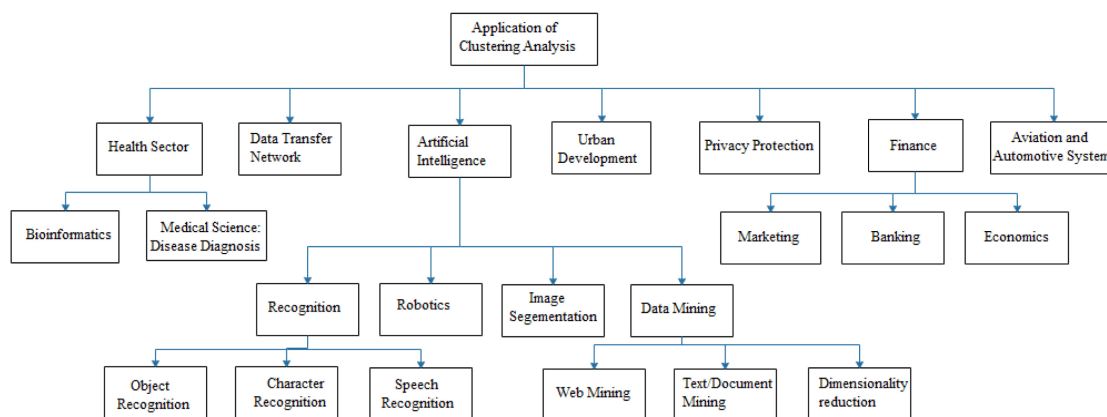 Application of
Clustering Analysis
Health Sector
Data Transfer
Network
Artificial
Intelligence
Urban
Development
Privacy Protection
Finance
Aviation and
Automotive System
Bioinformatics
Medical Science:
Disease Diagnosis
Marketing
Banking
Economics
Recognition
Robotics
Image
Segementation
Data Mining
Object
Recognition
Character
Recognition
Speech
Recognition
Web Mining
Text/Document
Mining
Dimensionality
reduction